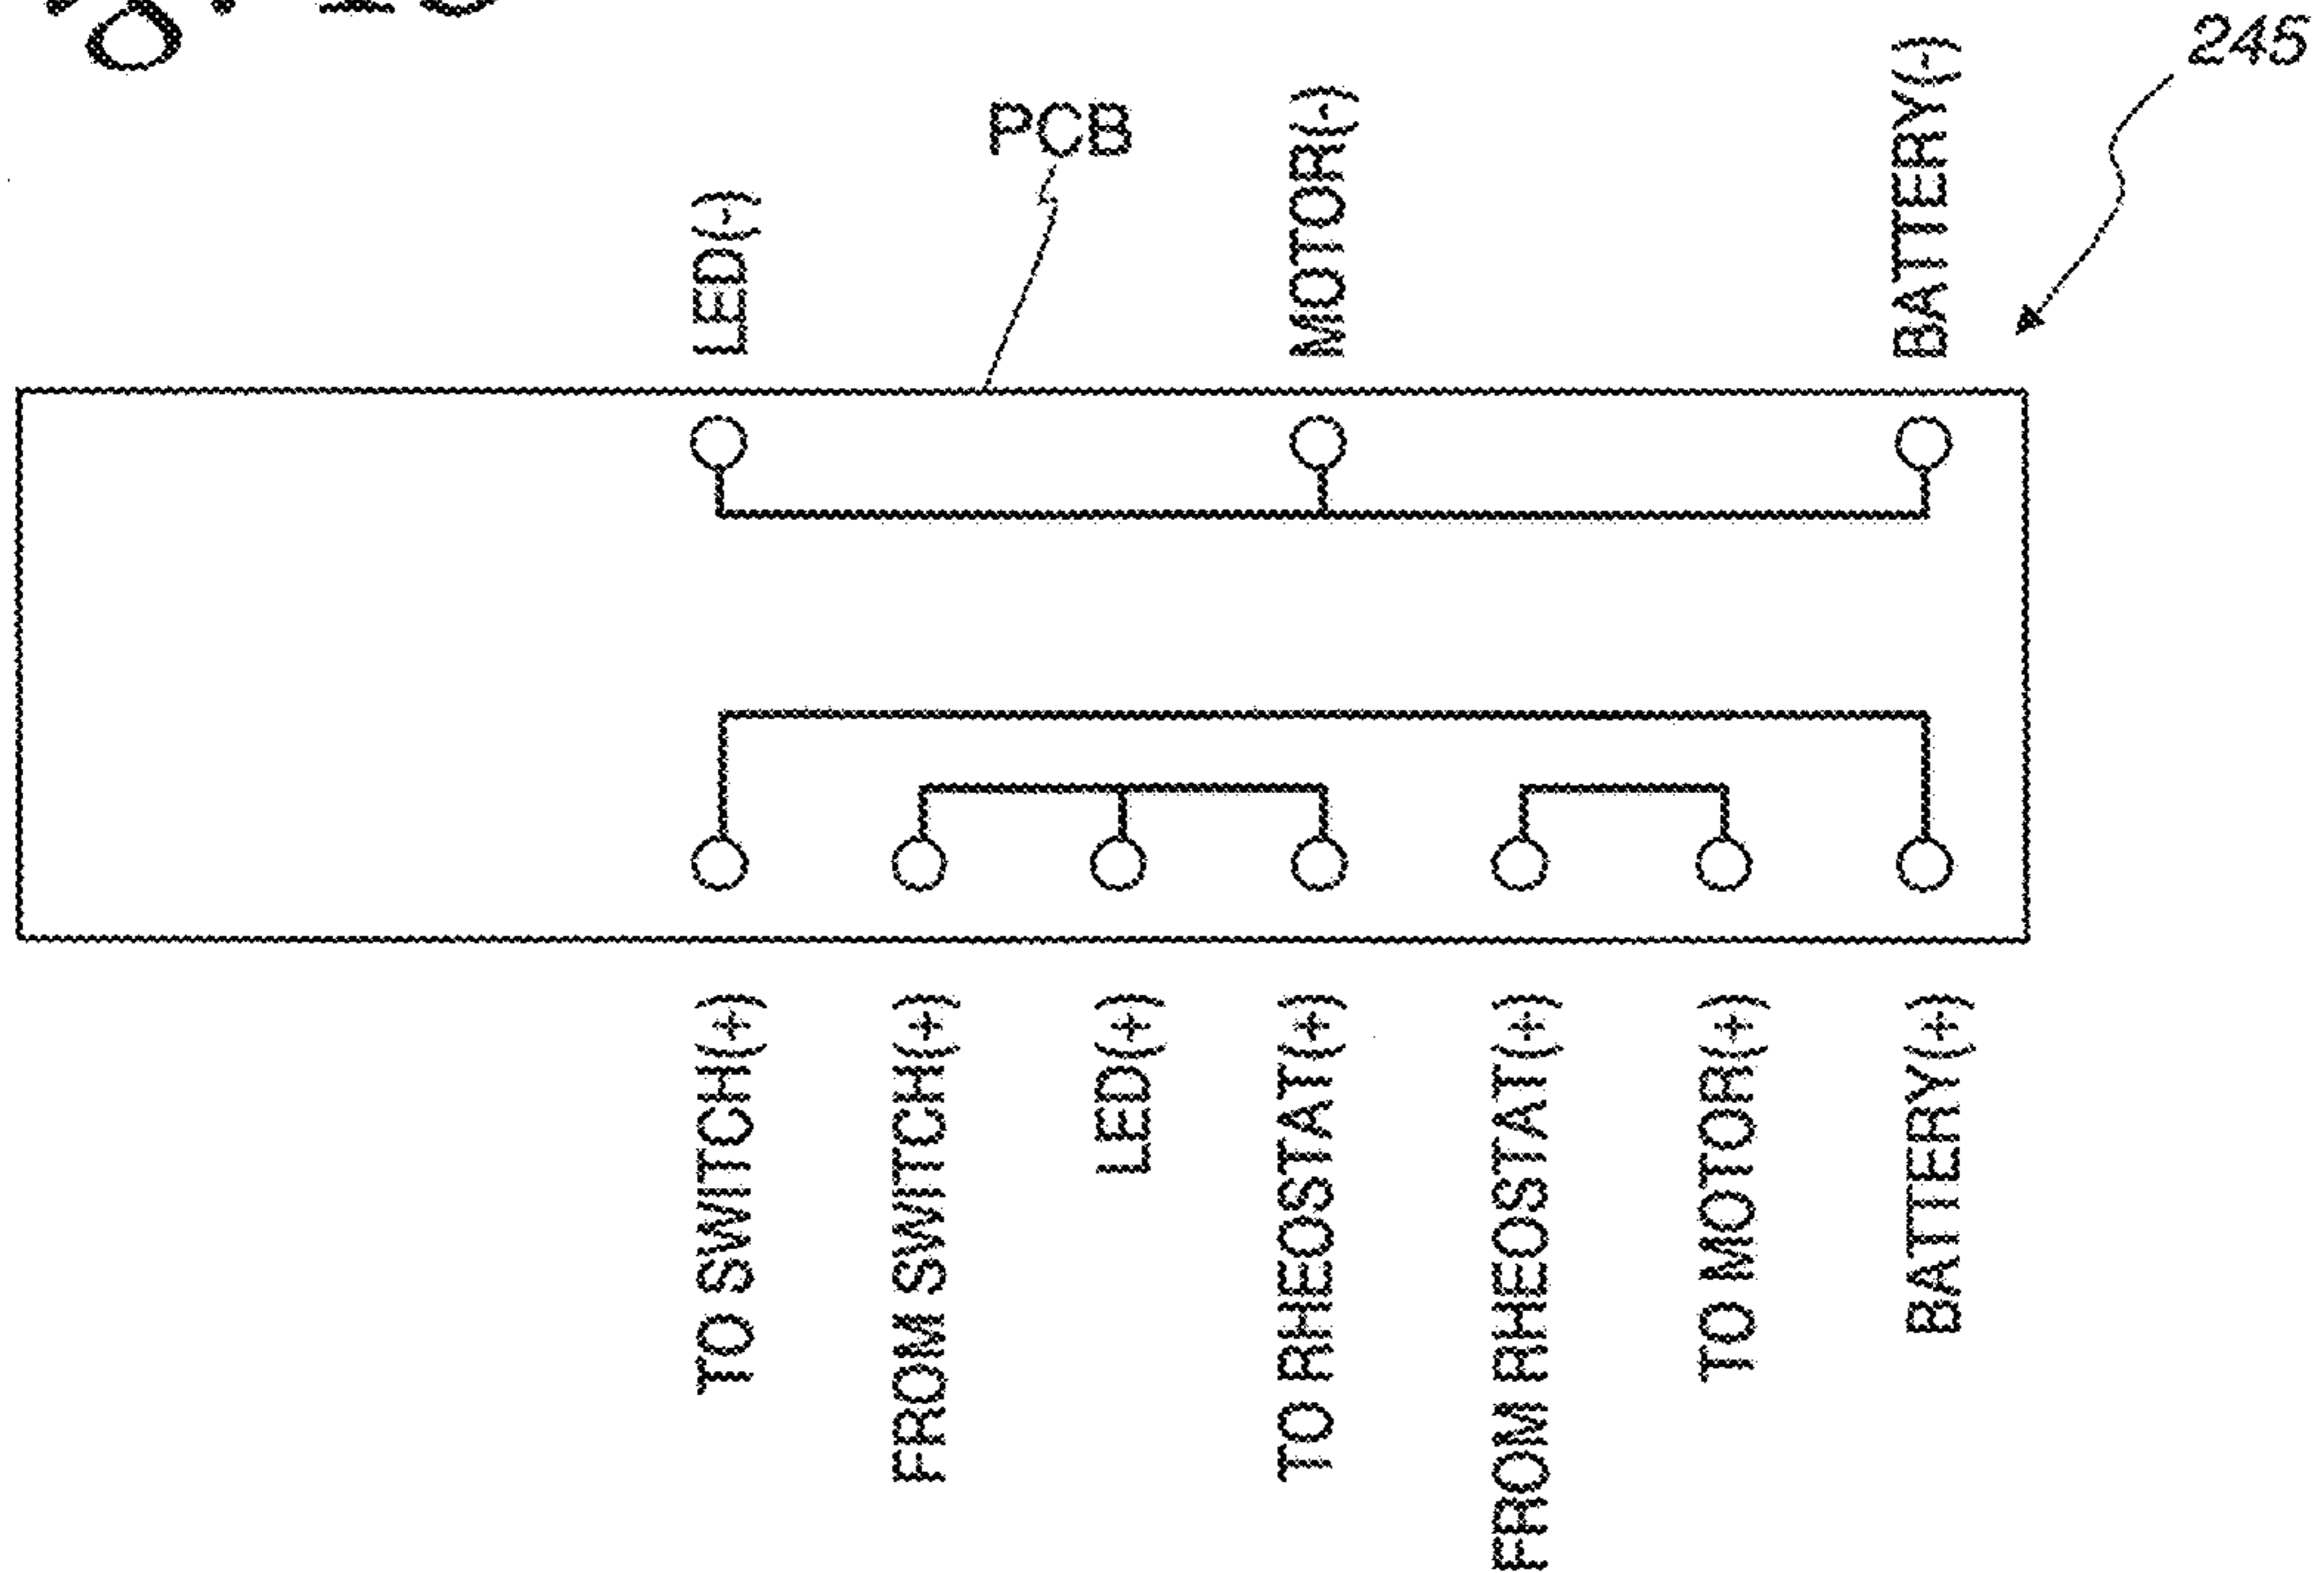 245
PCB
LED(-)
MOTOR(-)
BATTERY(-)
TO SWITCH(+)
FROM SWITCH(+)
LED(+)
TO RHEOSTAT(+)
FROM RHEOSTAT(+)
TO MOTOR(+)
BATTERY(+)